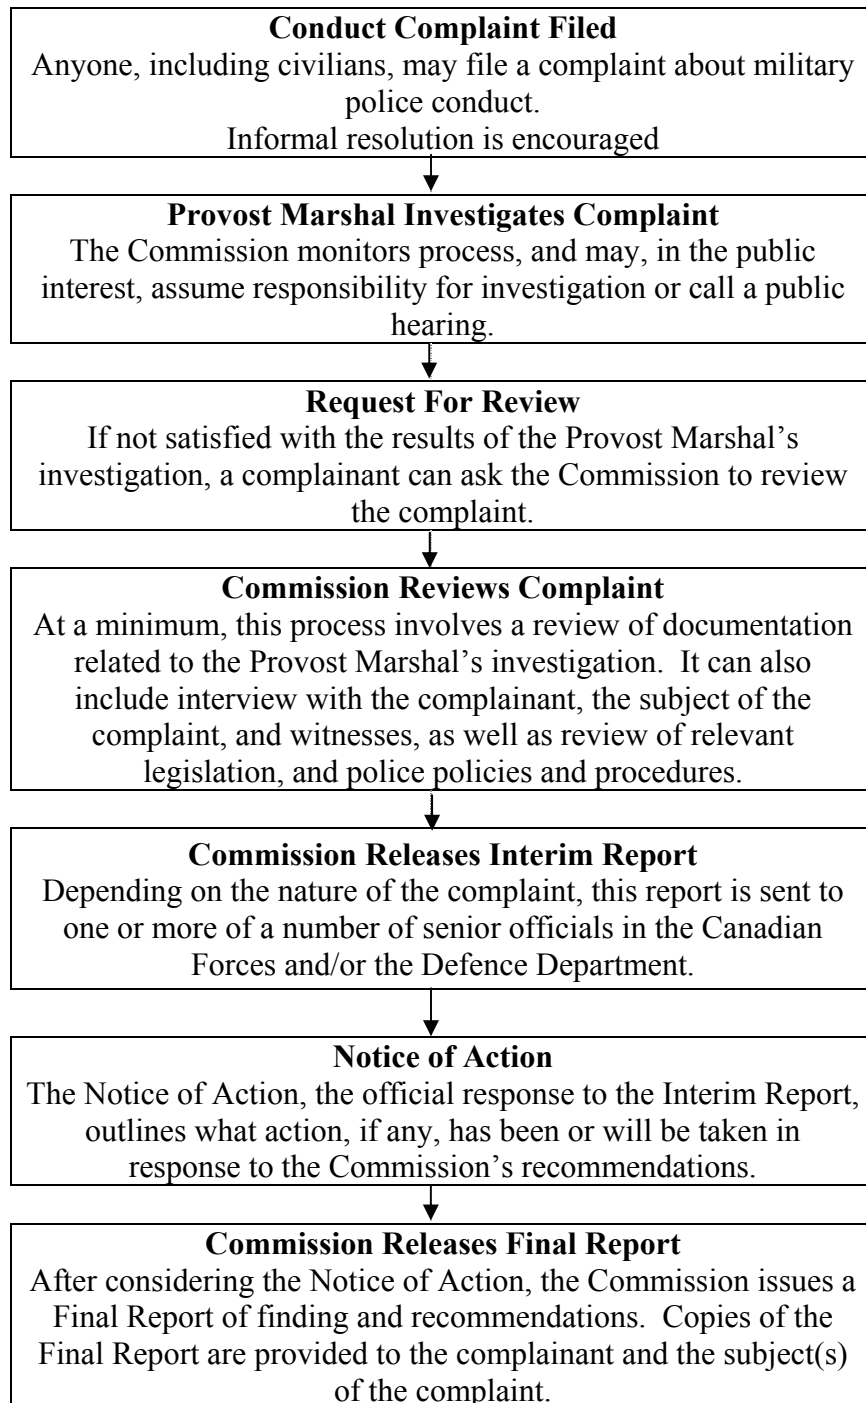 Conduct Complaint Filed
Anyone, including civilians, may file a complaint about military
police conduct.
Informal resolution is encouraged
Provost Marshal Investigates Complaint
The Commission monitors process, and may, in the public
interest, assume responsibility for investigation or call a public
hearing.
Request For Review
If not satisfied with the results of the Provost Marshal’s
investigation, a complainant can ask the Commission to review
the complaint.
Commission Reviews Complaint
At a minimum, this process involves a review of documentation
related to the Provost Marshal’s investigation.  It can also
include interview with the complainant, the subject of the
complaint, and witnesses, as well as review of relevant
legislation, and police policies and procedures.
Commission Releases Interim Report
Depending on the nature of the complaint, this report is sent to
one or more of a number of senior officials in the Canadian
Forces and/or the Defence Department.
Notice of Action
The Notice of Action, the official response to the Interim Report,
outlines what action, if any, has been or will be taken in
response to the Commission’s recommendations.
Commission Releases Final Report
After considering the Notice of Action, the Commission issues a
Final Report of finding and recommendations.  Copies of the
Final Report are provided to the complainant and the subject(s)
of the complaint.